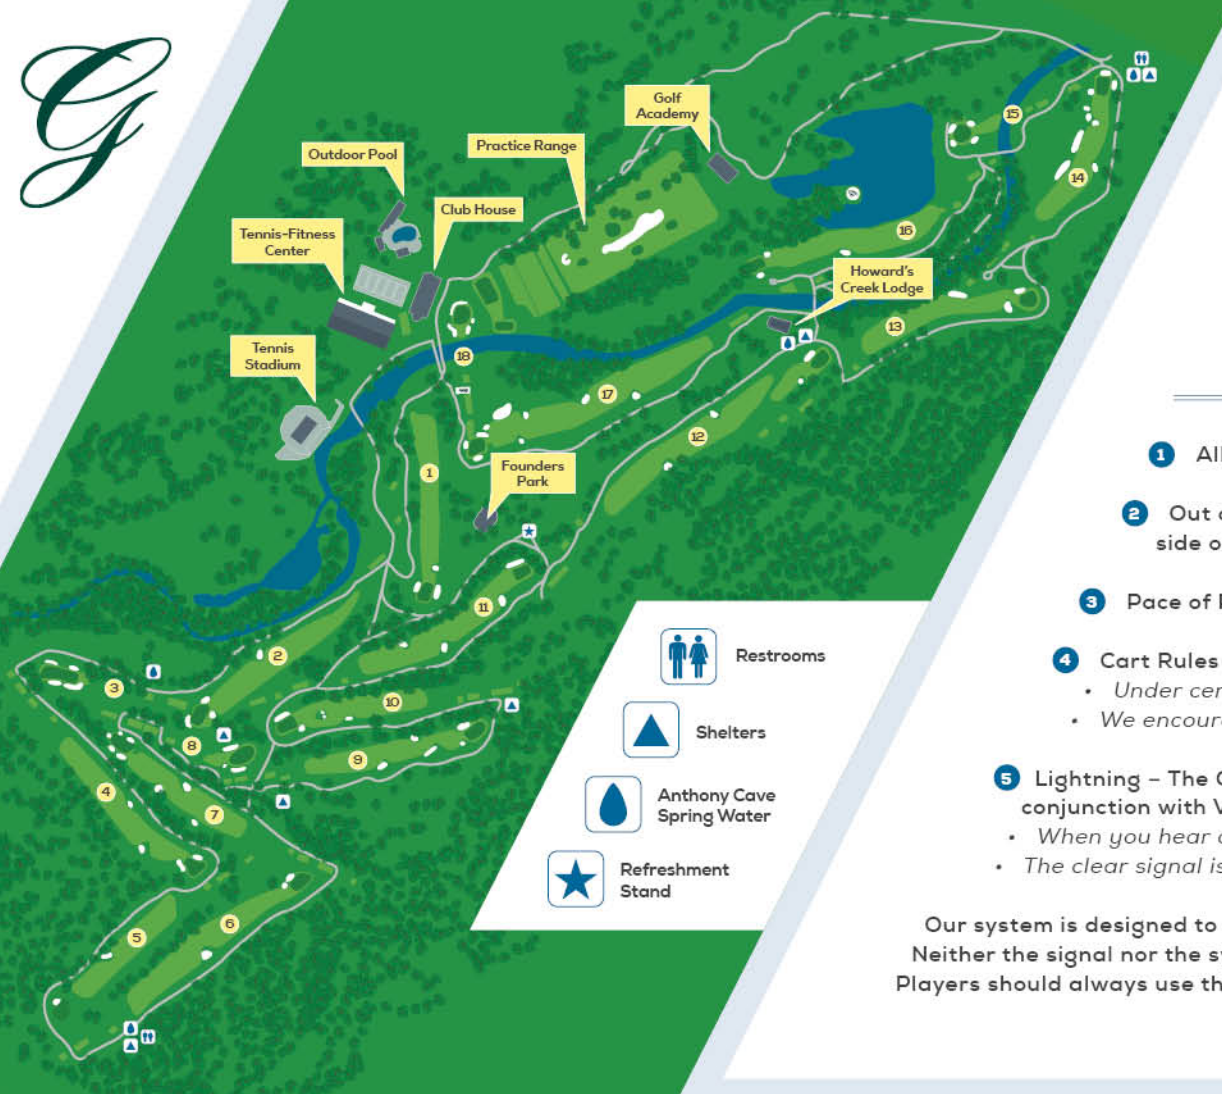 G
Golf
Academy
Practice Range
Outdoor Pool
Club House
Tennis-Fitness
Center
Howard's
Creek Lodge
Tennis
Stadium
Founders
Park
15
14
16
13
18
17
12
1
11
2
3
10
8
9
4
7
6
5
Restrooms
Shelters
Anthony Cave
Spring Water
Refreshment
Stand
1 All
2 Out
side o
3 Pace of
4 Cart Rules
• Under cer
• We encour
5 Lightning – The
conjunction with
• When you hear
• The clear signal is
Our system is designed to
Neither the signal nor the s
Players should always use th